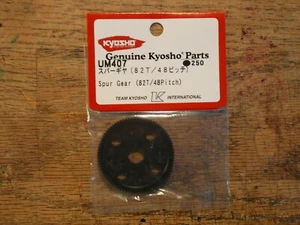 KYOSHO
Genuine Kyosho Parts
UM407 250
スパーギヤ(82T/48ピッチ)
Spur Gear (82T/48Pitch)
TEAM KYOSHO K INTERNATIONAL